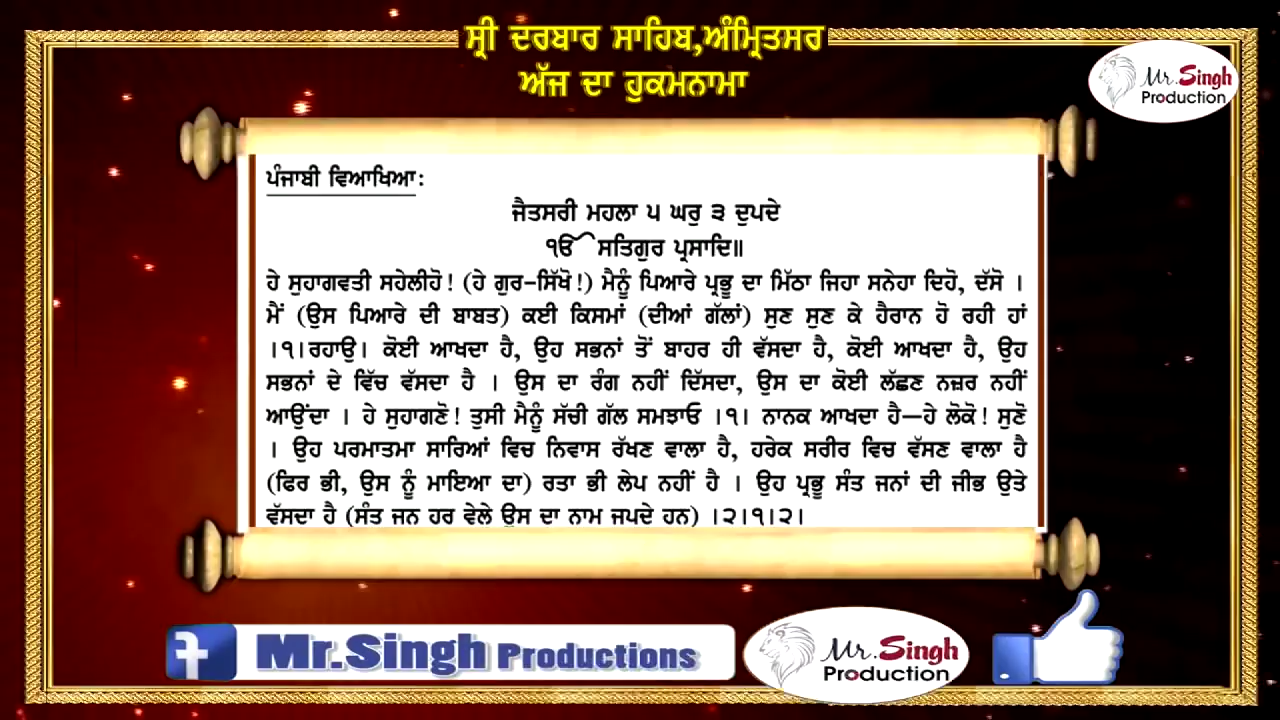 ਸ੍ਰੀ ਦਰਬਾਰ ਸਾਹਿਬ,ਅੰਮ੍ਰਿਤਸਰ
ਅੱਜ ਦਾ ਹੁਕਮਨਾਮਾ
Mr.Singh
Production
ਪੰਜਾਬੀ ਵਿਆਖਿਆ:
ਜੈਤਸਰੀ ਮਹਲਾ ੫ ਘਰੁ ੩ ਦੁਪਦੇ
ੴ ਸਤਿਗੁਰ ਪ੍ਰਸਾਦਿ॥
ਹੇ ਸੁਹਾਗਵਤੀ ਸਹੇਲੀਹੋ! (ਹੇ ਗੁਰ-ਸਿੱਖੋ!) ਮੈਨੂੰ ਪਿਆਰੇ ਪ੍ਰਭੂ ਦਾ ਮਿੱਠਾ ਜਿਹਾ ਸਨੇਹਾ ਦਿਹੋ, ਦੱਸੋ ।
ਮੈਂ (ਉਸ ਪਿਆਰੇ ਦੀ ਬਾਬਤ) ਕਈ ਕਿਸਮਾਂ (ਦੀਆਂ ਗੱਲਾਂ) ਸੁਣ ਸੁਣ ਕੇ ਹੈਰਾਨ ਹੋ ਰਹੀ ਹਾਂ
।੧।ਰਹਾਉ। ਕੋਈ ਆਖਦਾ ਹੈ, ਉਹ ਸਭਨਾਂ ਤੋਂ ਬਾਹਰ ਹੀ ਵੱਸਦਾ ਹੈ, ਕੋਈ ਆਖਦਾ ਹੈ, ਉਹ
ਸਭਨਾਂ ਦੇ ਵਿੱਚ ਵੱਸਦਾ ਹੈ । ਉਸ ਦਾ ਰੰਗ ਨਹੀਂ ਦਿੱਸਦਾ, ਉਸ ਦਾ ਕੋਈ ਲੱਛਣ ਨਜ਼ਰ ਨਹੀਂ
ਆਉਂਦਾ । ਹੇ ਸੁਹਾਗਣੋ! ਤੁਸੀ ਮੈਨੂੰ ਸੱਚੀ ਗੱਲ ਸਮਝਾਓ ।੧। ਨਾਨਕ ਆਖਦਾ ਹੈ—ਹੇ ਲੋਕੋ! ਸੁਣੋ
। ਉਹ ਪਰਮਾਤਮਾ ਸਾਰਿਆਂ ਵਿਚ ਨਿਵਾਸ ਰੱਖਣ ਵਾਲਾ ਹੈ, ਹਰੇਕ ਸਰੀਰ ਵਿਚ ਵੱਸਣ ਵਾਲਾ ਹੈ
(ਫਿਰ ਭੀ, ਉਸ ਨੂੰ ਮਾਇਆ ਦਾ) ਰਤਾ ਭੀ ਲੇਪ ਨਹੀਂ ਹੈ । ਉਹ ਪ੍ਰਭੂ ਸੰਤ ਜਨਾਂ ਦੀ ਜੀਭ ਉਤੇ
ਵੱਸਦਾ ਹੈ (ਸੰਤ ਜਨ ਹਰ ਵੇਲੇ ਉਸ ਦਾ ਨਾਮ ਜਪਦੇ ਹਨ) ।੨।੧।੨।
Mr.Singh Productions
Mr.Singh
Production